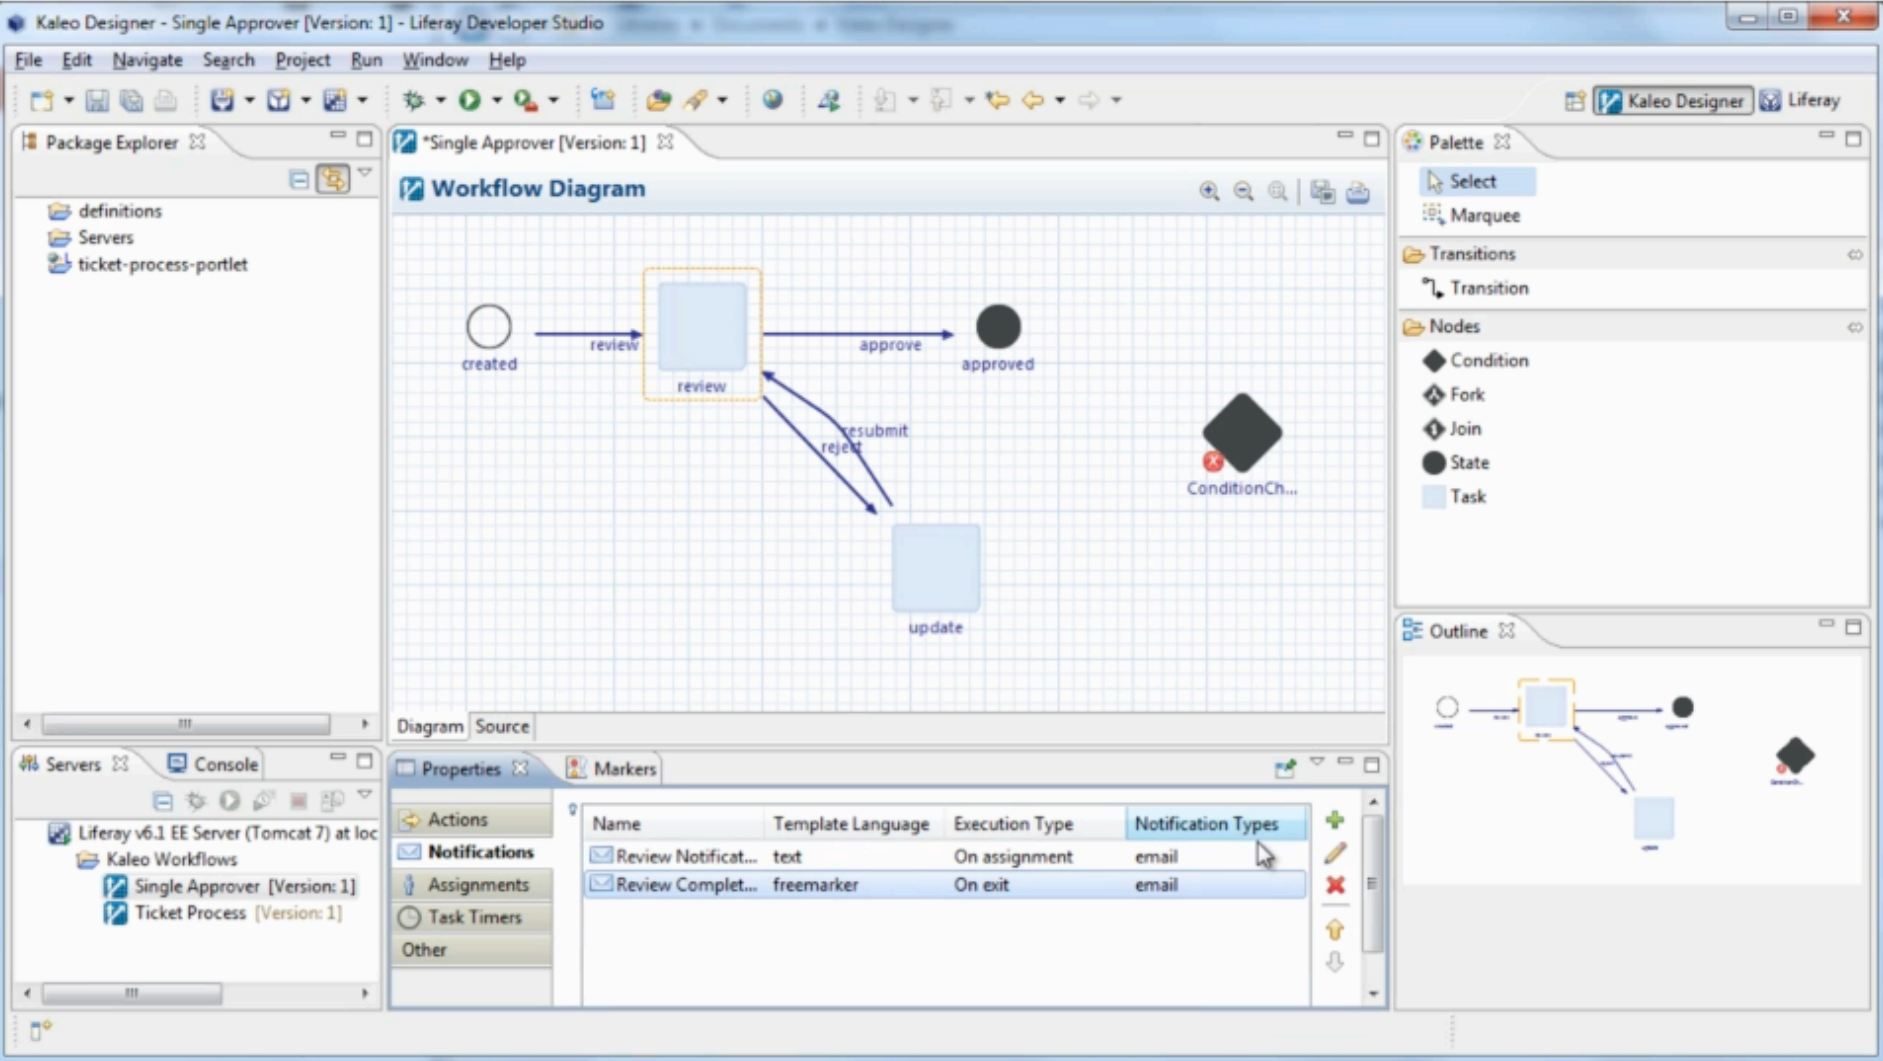 Kaleo Designer - Single Approver [Version: 1] - Liferay Developer Studio
File Edit Navigate Search Project Run Window Help
Kaleo Designer Liferay
Package Explorer
definitions
Servers
ticket-process-portlet
*Single Approver [Version: 1]
Workflow Diagram
created
review
review
approve
approved
resubmit
reject
ConditionCh...
update
Diagram Source
Palette
Select
Marquee
Transitions
Transition
Nodes
Condition
Fork
Join
State
Task
Outline
Servers Console
Liferay v6.1 EE Server (Tomcat 7) at loc
Kaleo Workflows
Single Approver [Version: 1]
Ticket Process [Version: 1]
Properties Markers
Actions
Notifications
Assignments
Task Timers
Other
Name Template Language Execution Type Notification Types
Review Notificat... text On assignment email
Review Complet... freemarker On exit email